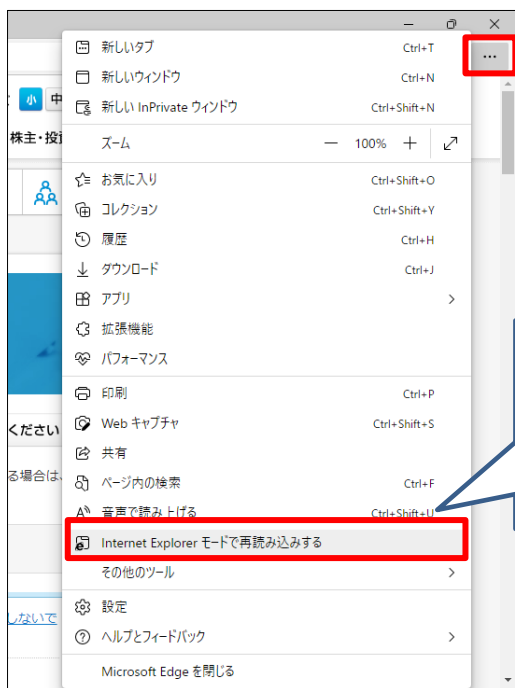 新しいタブ Ctrl+T
新しいウィンドウ Ctrl+N
小 中
新しい InPrivate ウィンドウ Ctrl+Shift+N
株主・投
ズーム 100%
お気に入り Ctrl+Shift+O
コレクション Ctrl+Shift+Y
履歴 Ctrl+H
ダウンロード Ctrl+J
アプリ
拡張機能
パフォーマンス
印刷 Ctrl+P
Web キャプチャ Ctrl+Shift+S
ください
共有
る場合は、
ページ内の検索 Ctrl+F
音声で読み上げる Ctrl+Shift+U
Internet Explorer モードで再読み込みする
その他のツール
設定
しないで
ヘルプとフィードバック
Microsoft Edge を閉じる